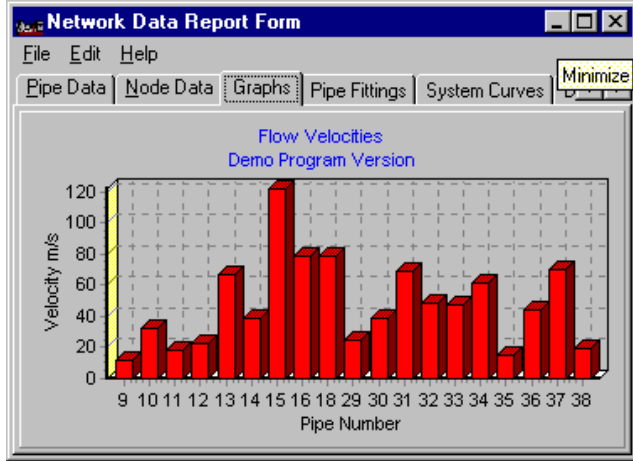 Network Data Report Form
File Edit Help
Minimize
Pipe Data Node Data Graphs Pipe Fittings System Curves
Flow Velocities
Demo Program Version
Velocity m/s
120
100
80
60
40
20
0
9 10 11 12 13 14 15 16 18 29 30 31 32 33 34 35 36 37 38
Pipe Number